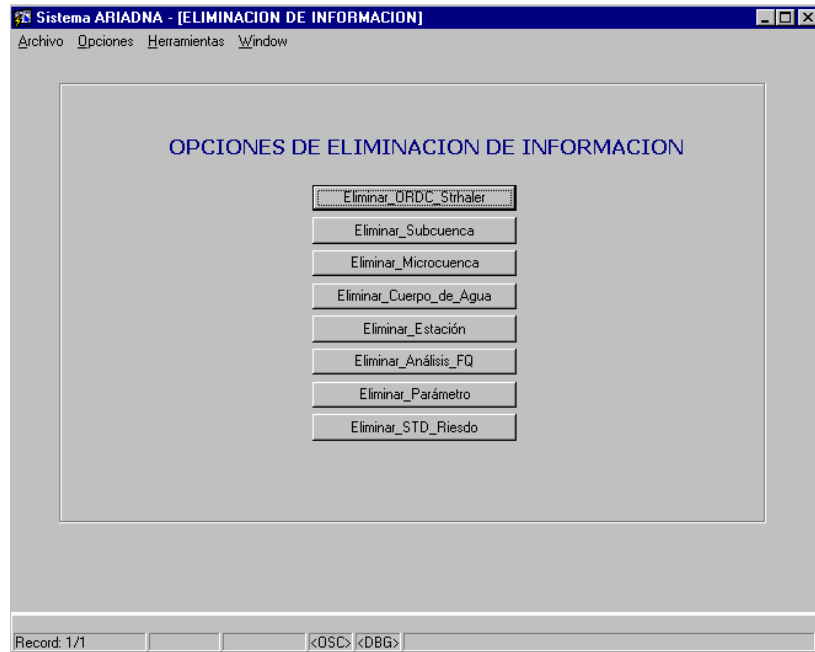 Sistema ARIADNA - [ELIMINACION DE INFORMACION]
Archivo Opciones Herramientas Window
OPCIONES DE ELIMINACION DE INFORMACION
Eliminar_ORDC_Strhaler
Eliminar_Subcuenca
Eliminar_Microcuenca
Eliminar_Cuerpo_de_Agua
Eliminar_Estación
Eliminar_Análisis_FQ
Eliminar_Parámetro
Eliminar_STD_Riesdo
Record: 1/1 <OSC> <DBG>